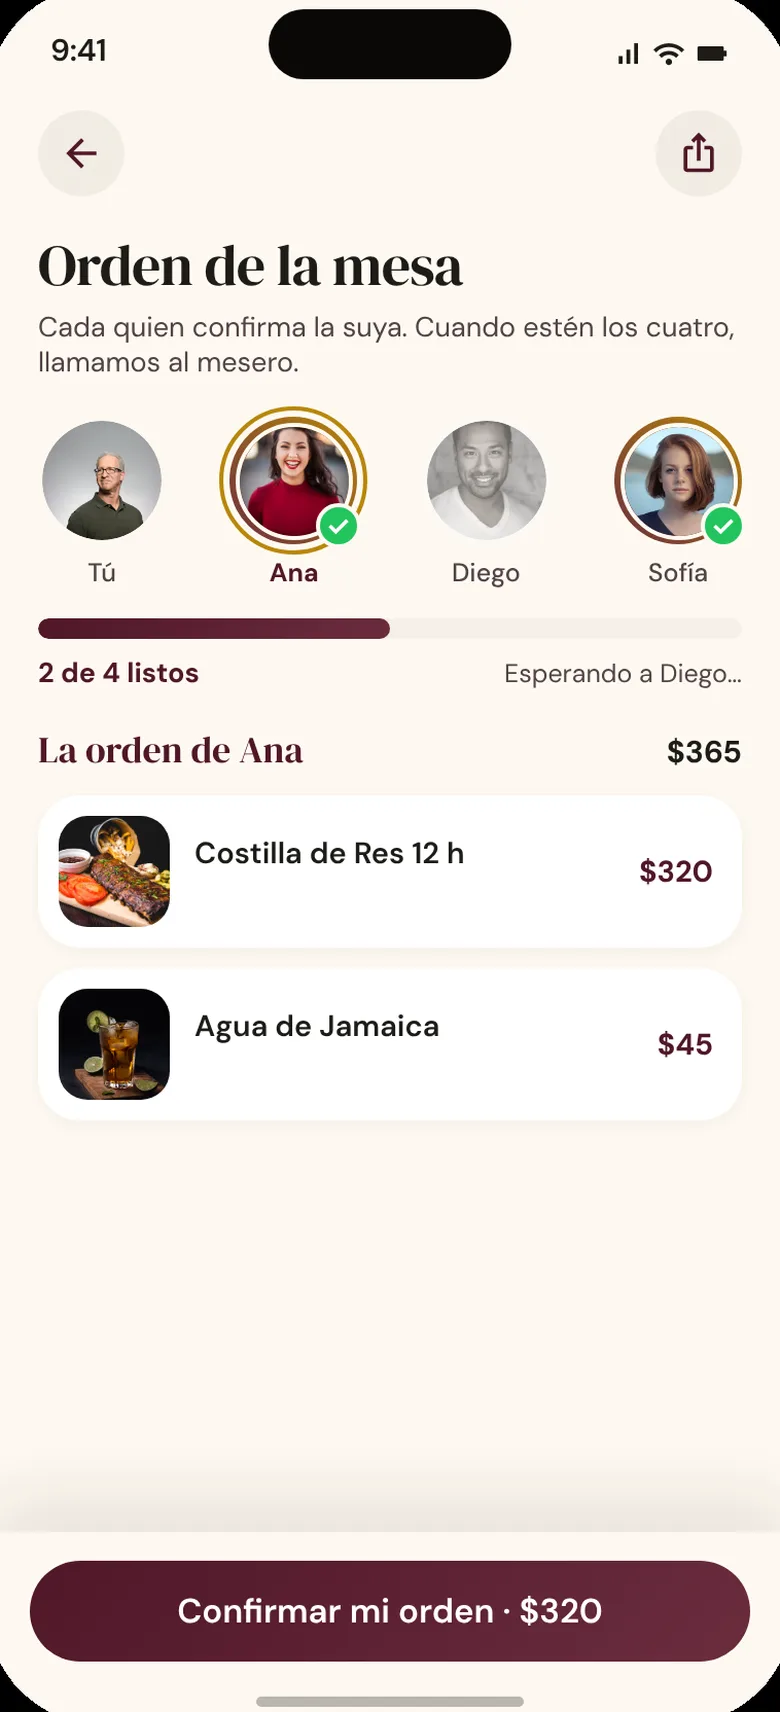 9:41
Orden de la mesa
Cada quien confirma la suya. Cuando estén los cuatro,
llamamos al mesero.
Tú
Ana
Diego
Sofía
2 de 4 listos
Esperando a Diego...
La orden de Ana
$365
Costilla de Res 12 h
$320
Agua de Jamaica
$45
Confirmar mi orden · $320